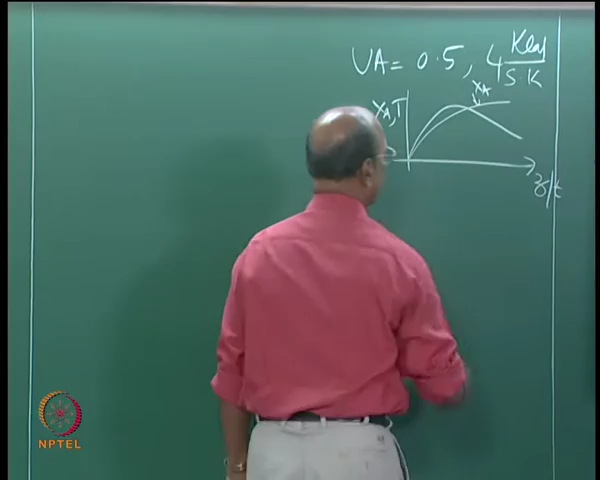 UA = 0.5, 4 Kcal/S.K
XA
XA, T
z/t
NPTEL